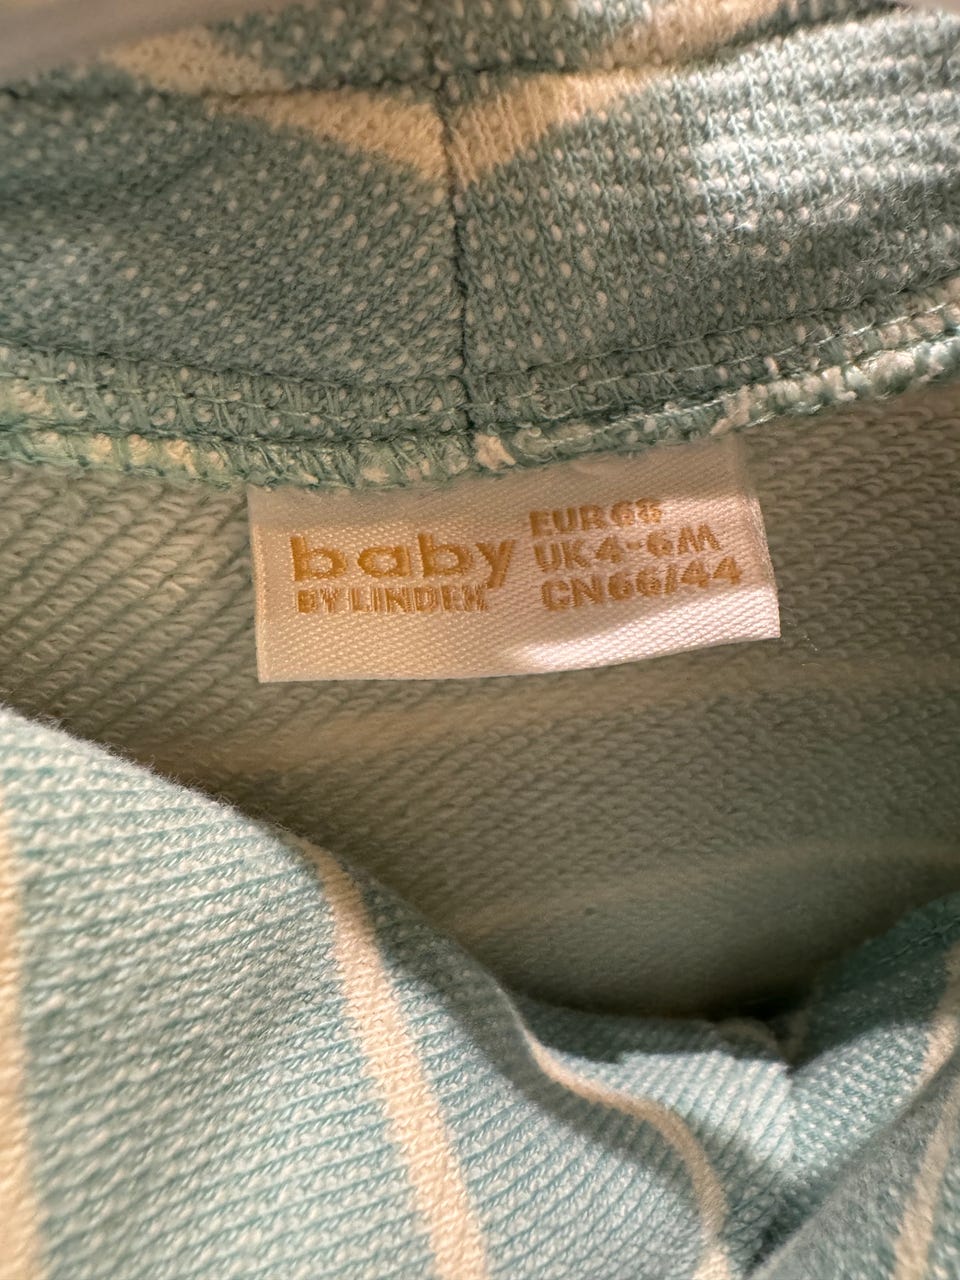 baby
BY LINDEX
EUR 68
UK 4-6M
CN 66/44